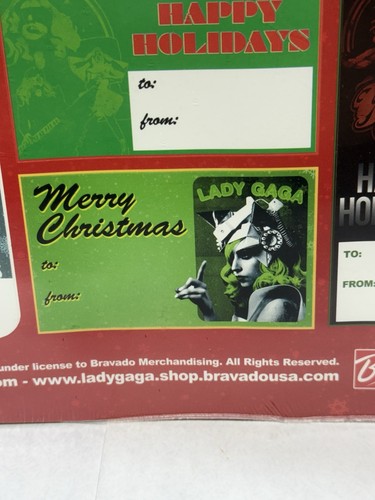 HAPPY
HOLIDAYS
to:
from:
Merry
Christmas
to:
from:
LADY GAGA
TO:
FROM:
under license to Bravado Merchandising. All Rights Reserved.
om - www.ladygaga.shop.bravadousa.com